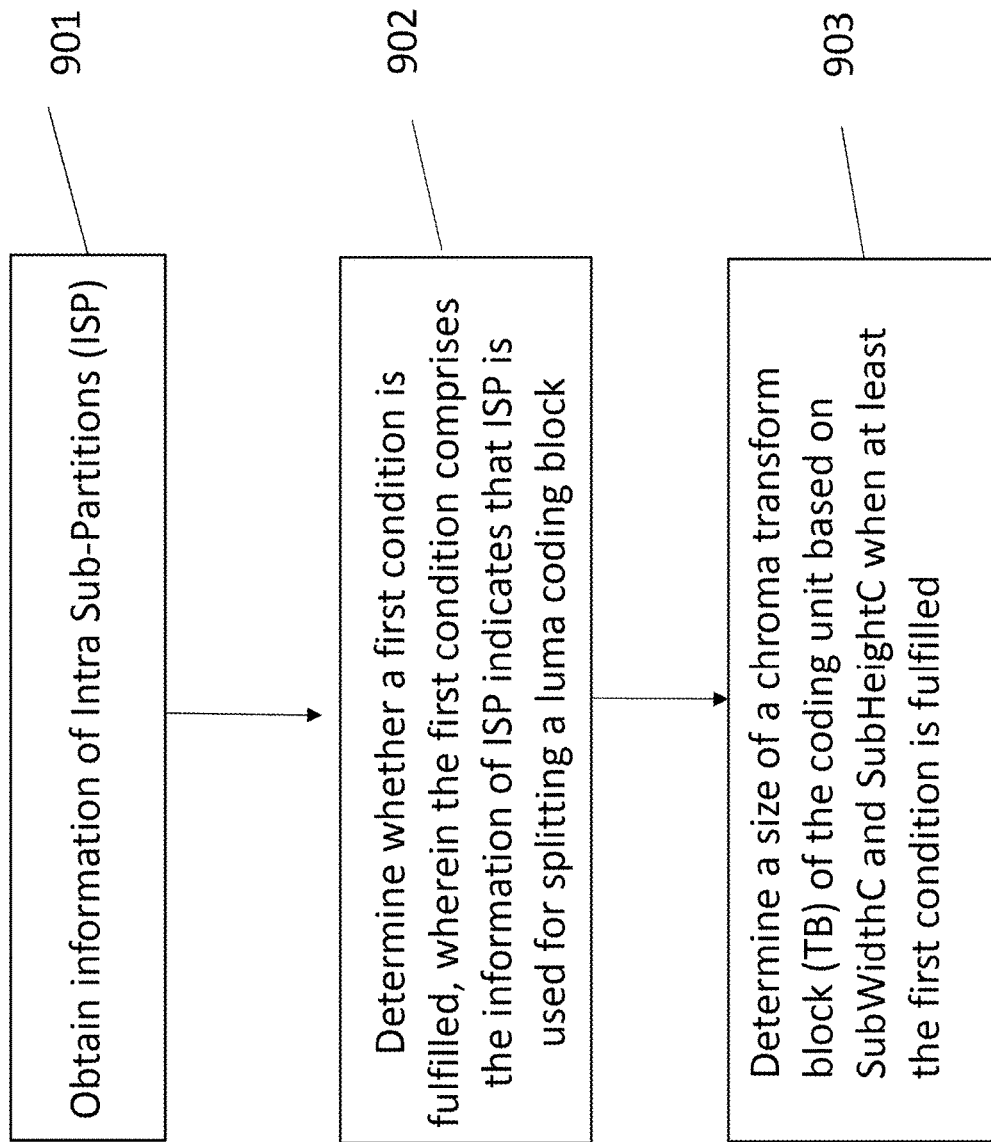 Obtain information of Intra Sub-Partitions (ISP)
901
Determine whether a first condition is
fulfilled, wherein the first condition comprises
the information of ISP indicates that ISP is
used for splitting a luma coding block
902
Determine a size of a chroma transform
block (TB) of the coding unit based on
SubWidthC and SubHeightC when at least
the first condition is fulfilled
903